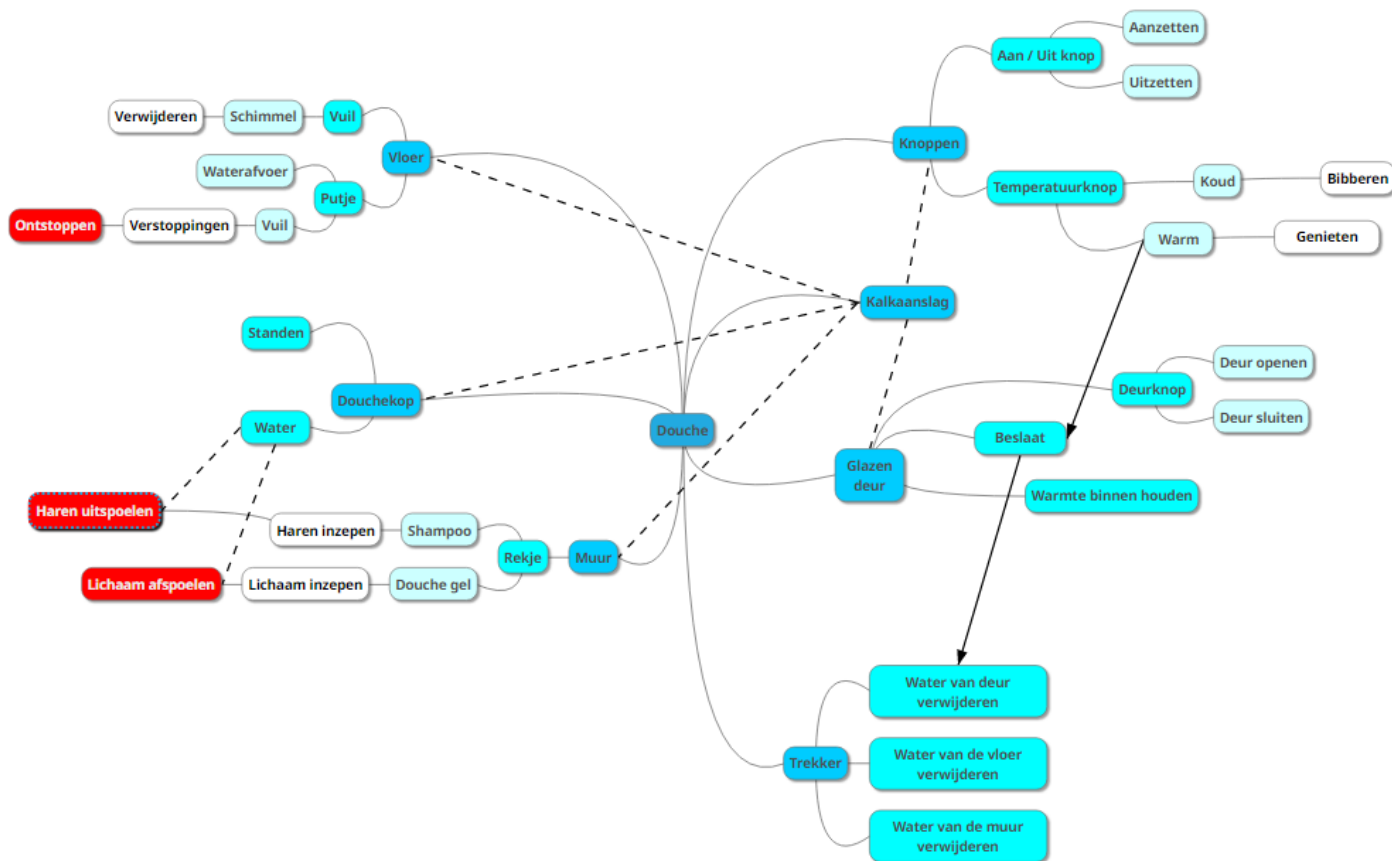 Aanzetten
Aan / Uit knop
Uitzetten
Verwijderen
Schimmel
Vuil
Vloer
Knoppen
Waterafvoer
Putje
Ontstoppen
Verstoppingen
Vuil
Temperatuurknop
Koud
Bibberen
Warm
Genieten
Kalkaanslag
Standen
Douchekop
Water
Douche
Deur openen
Deurknop
Deur sluiten
Beslaat
Glazen
deur
Warmte binnen houden
Haren uitspoelen
Haren inzepen
Shampoo
Rekje
Muur
Lichaam afspoelen
Lichaam inzepen
Douche gel
Water van deur
verwijderen
Trekker
Water van de vloer
verwijderen
Water van de muur
verwijderen